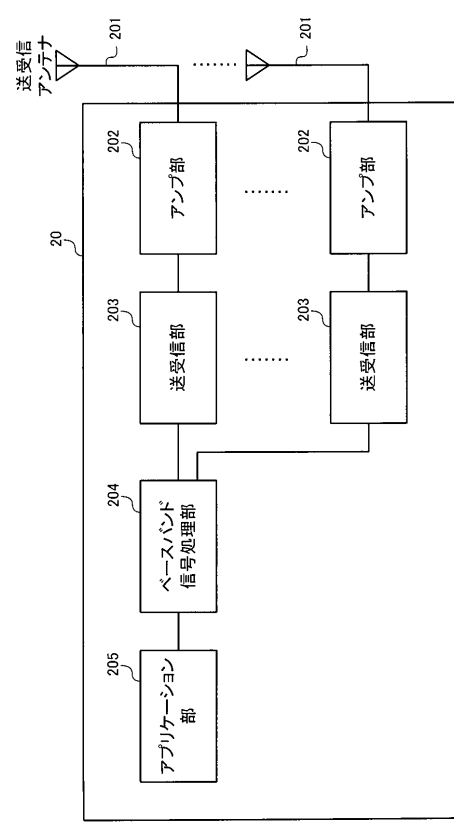 20
205
アプリケーション
部
204
ベースバンド
信号処理部
203
送受信部
202
アンプ部
201
送受信
アンテナ
203
送受信部
202
アンプ部
201